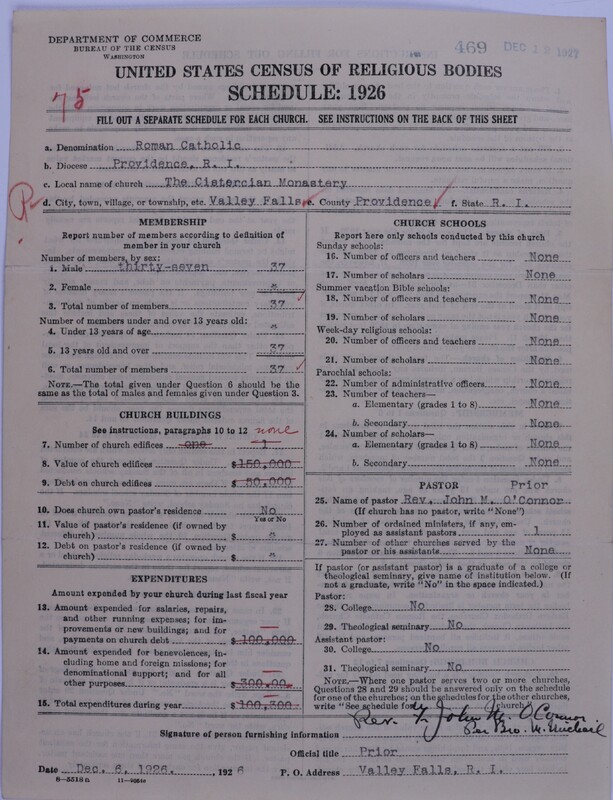 DEPARTMENT OF COMMERCE
BUREAU OF THE CENSUS
WASHINGTON
469 DEC 19 1927
UNITED STATES CENSUS OF RELIGIOUS BODIES
SCHEDULE: 1926
75
FILL OUT A SEPARATE SCHEDULE FOR EACH CHURCH. SEE INSTRUCTIONS ON THE BACK OF THIS SHEET
a. Denomination Roman Catholic
b. Diocese Providence, R. I.
c. Local name of church The Cistercian Monastery
d. City, town, village, or township, etc. Valley Falls e. County Providence f. State R. I.
MEMBERSHIP
Report number of members according to definition of
member in your church
Number of members, by sex:
1. Male thirty-seven 37
2. Female
3. Total number of members 37
Number of members under and over 13 years old:
4. Under 13 years of age
5. 13 years old and over 37
6. Total number of members 37
NOTE.—The total given under Question 6 should be
same as the total of males and females given under Question 3.
CHURCH BUILDINGS
See instructions, paragraphs 10 to 12 none
7. Number of church edifices one 1
8. Value of church edifices $150,000
9. Debt on church edifices $ 50,000
10. Does church own pastor's residence? No
Yes or No
11. Value of pastor's residence (if owned by
church) $
12. Debt on pastor's residence (if owned by
church) $
EXPENDITURES
Amount expended by your church during last fiscal year
13. Amount expended for salaries, repairs,
and other running expenses; for im-
provements or new buildings; and for
payments on church debt $ 100,000
14. Amount expended for benevolences, in-
cluding home and foreign missions; for
denominational support; and for all
other purposes $300.00
15. Total expenditures during year $ 100,300
CHURCH SCHOOLS
Report here only schools conducted by this church
Sunday schools:
16. Number of officers and teachers None
17. Number of scholars None
Summer vacation Bible schools:
18. Number of officers and teachers None
19. Number of scholars None
Week-day religious schools:
20. Number of officers and teachers None
21. Number of scholars None
Parochial schools:
22. Number of administrative officers None
23. Number of teachers—
a. Elementary (grades 1 to 8) None
b. Secondary None
24. Number of scholars—
a. Elementary (grades 1 to 8) None
b. Secondary None
PASTOR Prior
25. Name of pastor Rev. John M. O'Connor
(If church has no pastor, write "None")
26. Number of ordained ministers, if any, em-
ployed as assistant pastors 1
27. Number of other churches served by the
pastor or his assistants None
If pastor (or assistant pastor) is a graduate of a college or
theological seminary, give name of institution below. (If
not a graduate, write "No" in the space indicated.)
Pastor:
28. College No
29. Theological seminary No
Assistant pastor:
30. College No
31. Theological seminary No
NOTE.—Where one pastor serves two or more churches,
Questions 28 and 29 should be answered only on the schedule
for one of the churches; on the schedules for the other churches,
write "See schedule for church"
Rev. F. John M. O'Connor
Per Bro. M. Michail
Signature of person furnishing information
Official title Prior
Date Dec. 6, 1926. , 1926 P. O. Address Valley Falls, R. I.